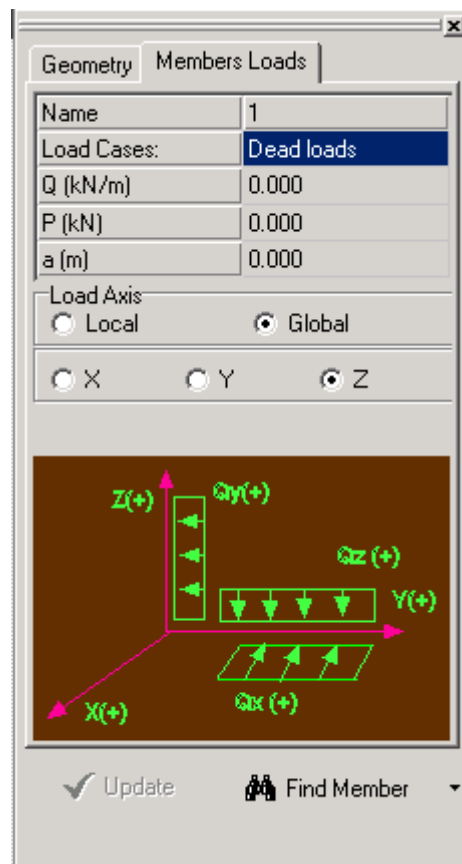 Geometry Members Loads
Name 1
Load Cases: Dead loads
Q (kN/m) 0.000
P (kN) 0.000
a (m) 0.000
Load Axis
Local Global
X Y Z
Z(+) Qy(+)
Qz (+)
Y(+)
X(+) Qx (+)
Update Find Member